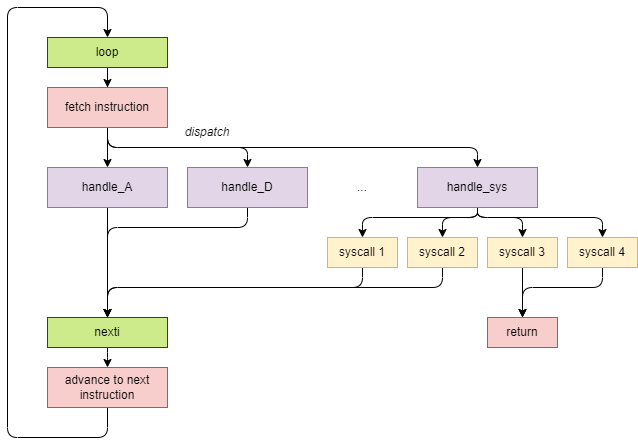 loop
fetch instruction
dispatch
handle_A
handle_D
...
handle_sys
syscall 1
syscall 2
syscall 3
syscall 4
nexti
return
advance to next
instruction